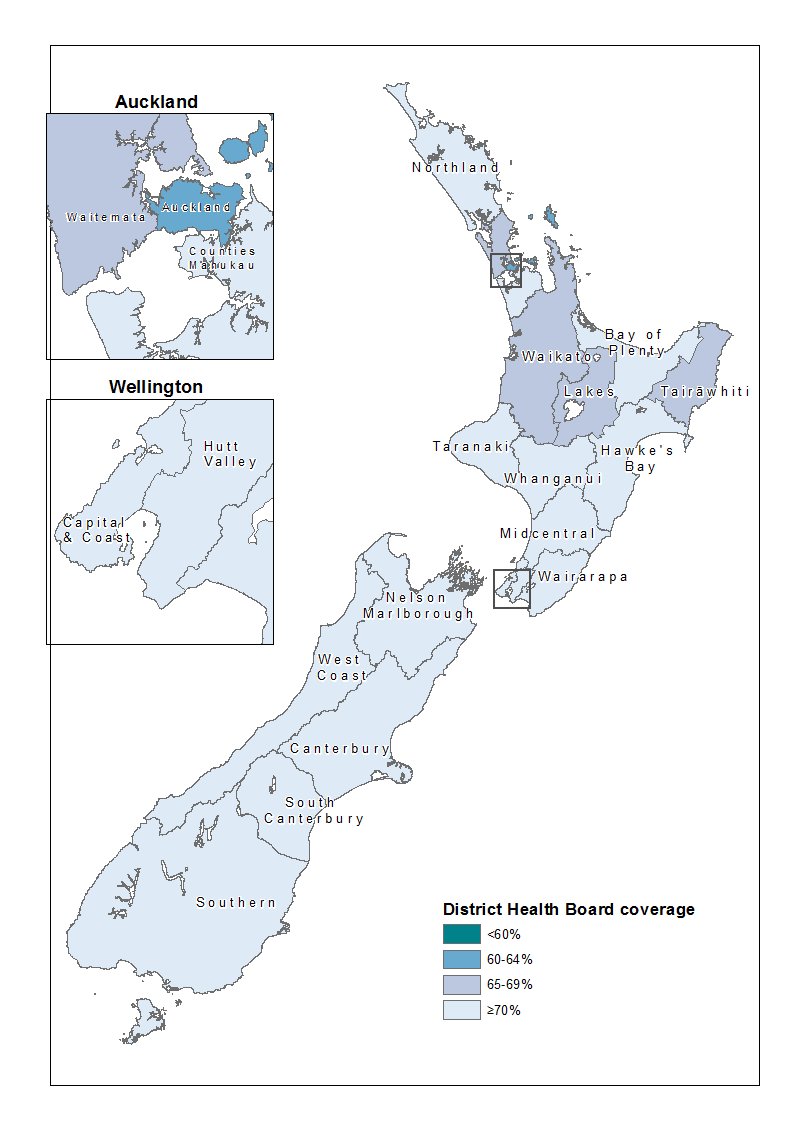 Auckland
Waitemata
Auckland
Counties
Manukau
Wellington
Hutt
Valley
Capital
& Coast
Northland
Bay of
Plenty
Waikato
Lakes
Tairāwhiti
Taranaki
Hawke's
Bay
Whanganui
Midcentral
Wairarapa
Nelson
Marlborough
West
Coast
Canterbury
South
Canterbury
Southern
District Health Board coverage
<60%
60-64%
65-69%
≥70%